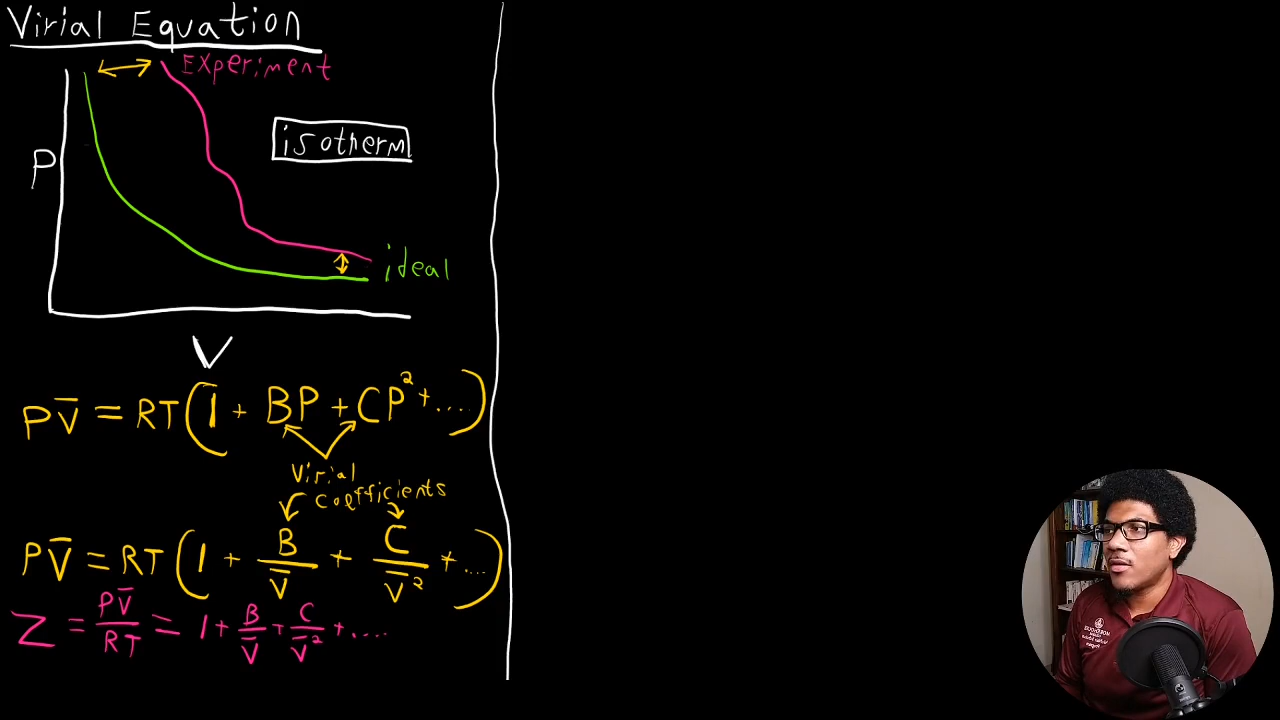 Virial Equation
Experiment
isotherm
P
ideal
V
PV̅ = RT(1 + BP + CP² + ....)
Virial
coefficients
PV̅ = RT(1 + B/V̅ + C/V̅² + ....)
Z = PV̅/RT = 1 + B/V̅ + C/V̅² + ....